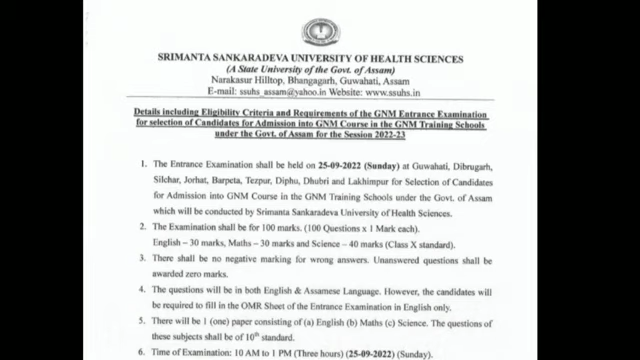 SRIMANTA SANKARADEVA UNIVERSITY OF HEALTH SCIENCES
(A State University of the Govt. of Assam)
Narakasur Hilltop, Bhangagarh, Guwahati, Assam
E-mail: ssuhs_assam@yahoo.in Website: www.ssuhs.in
Details including Eligibility Criteria and Requirements of the GNM Entrance Examination
for selection of Candidates for Admission into GNM Course in the GNM Training Schools
under the Govt. of Assam for the Session 2022-23
1. The Entrance Examination shall be held on 25-09-2022 (Sunday) at Guwahati, Dibrugarh,
Silchar, Jorhat, Barpeta, Tezpur, Diphu, Dhubri and Lakhimpur for Selection of Candidates
for Admission into GNM Course in the GNM Training Schools under the Govt. of Assam
which will be conducted by Srimanta Sankaradeva University of Health Sciences.
2. The Examination shall be for 100 marks. (100 Questions x 1 Mark each).
English – 30 marks, Maths – 30 marks and Science – 40 marks (Class X standard).
3. There shall be no negative marking for wrong answers. Unanswered questions shall be
awarded zero marks.
4. The questions will be in both English & Assamese Language. However, the candidates will
be required to fill in the OMR Sheet of the Entrance Examination in English only.
5. There will be 1 (one) paper consisting of (a) English (b) Maths (c) Science. The questions of
these subjects shall be of 10th standard.
6. Time of Examination: 10 AM to 1 PM (Three hours) (25-09-2022) (Sunday).